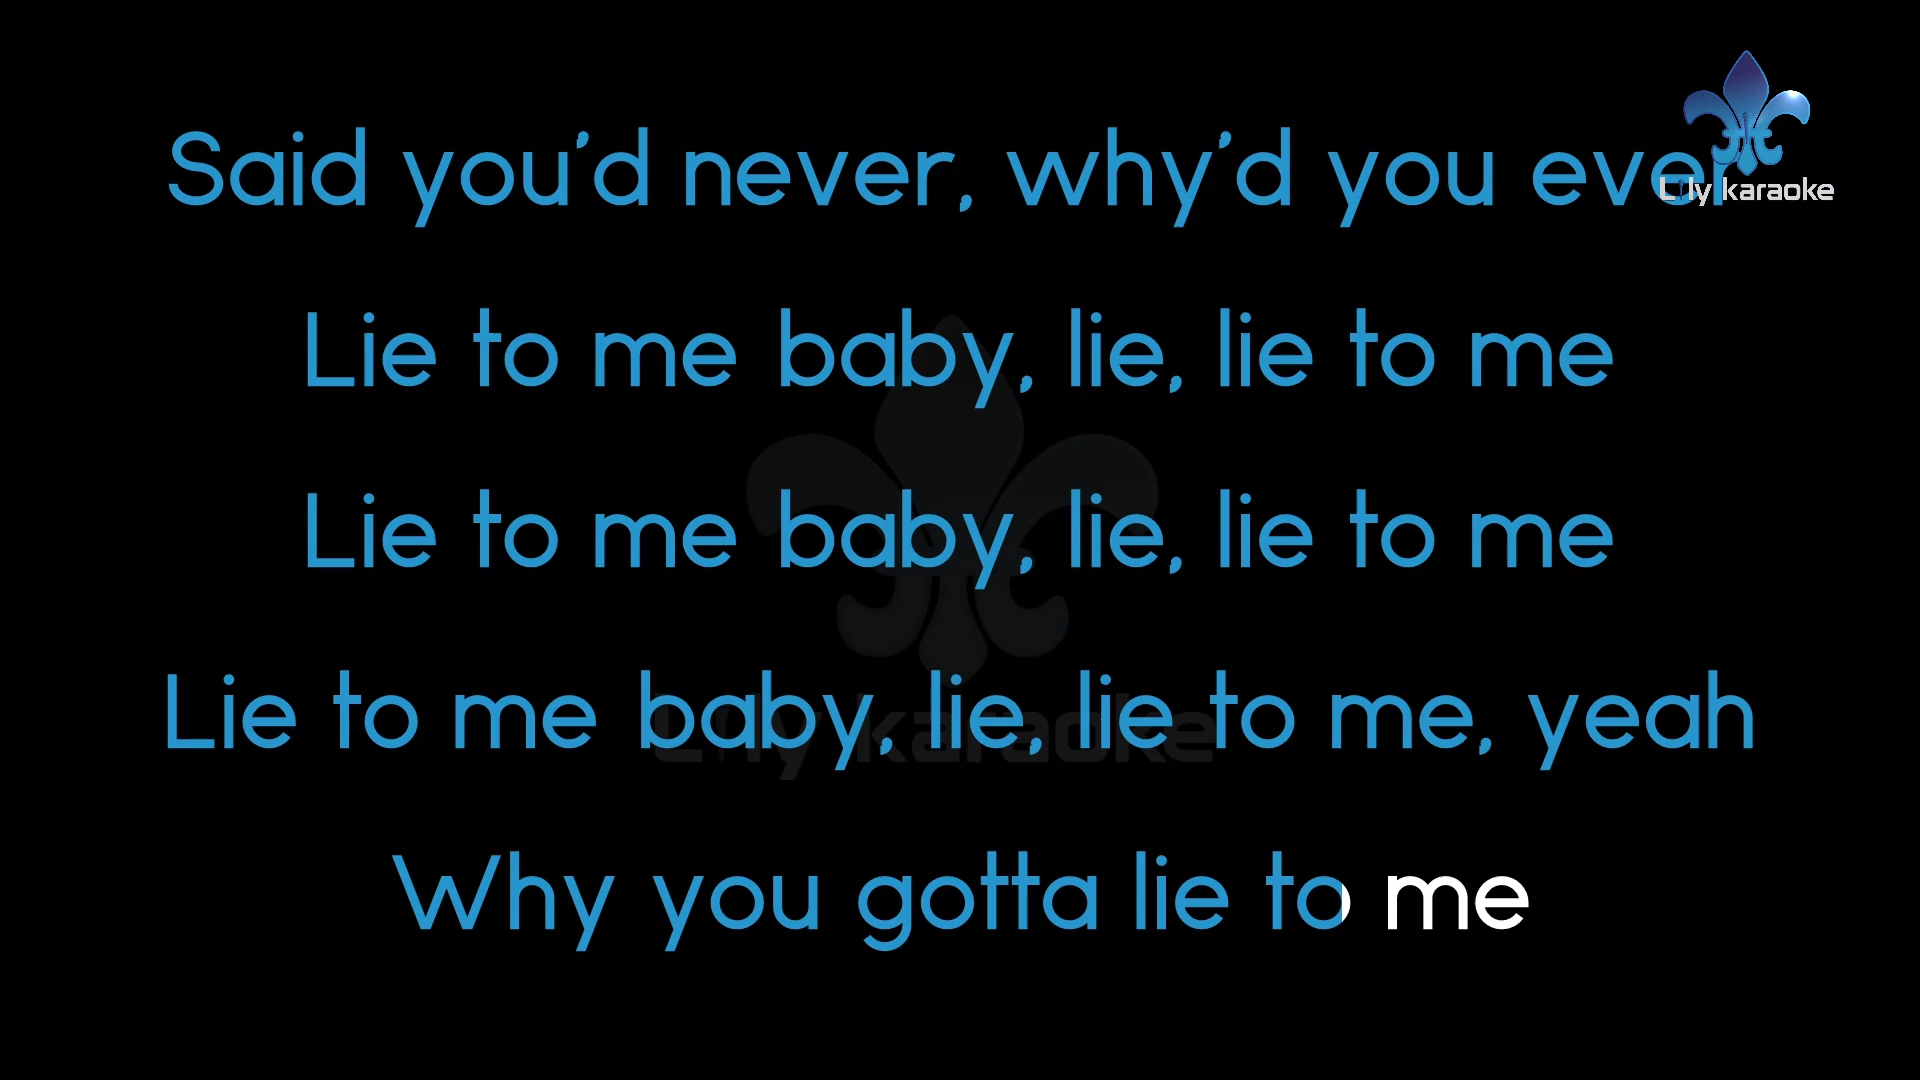 Said you'd never, why'd you ever
Lily karaoke
Lie to me baby, lie, lie to me
Lie to me baby, lie, lie to me
Lie to me baby, lie, lie to me, yeah
Lily karaoke
Why you gotta lie to me